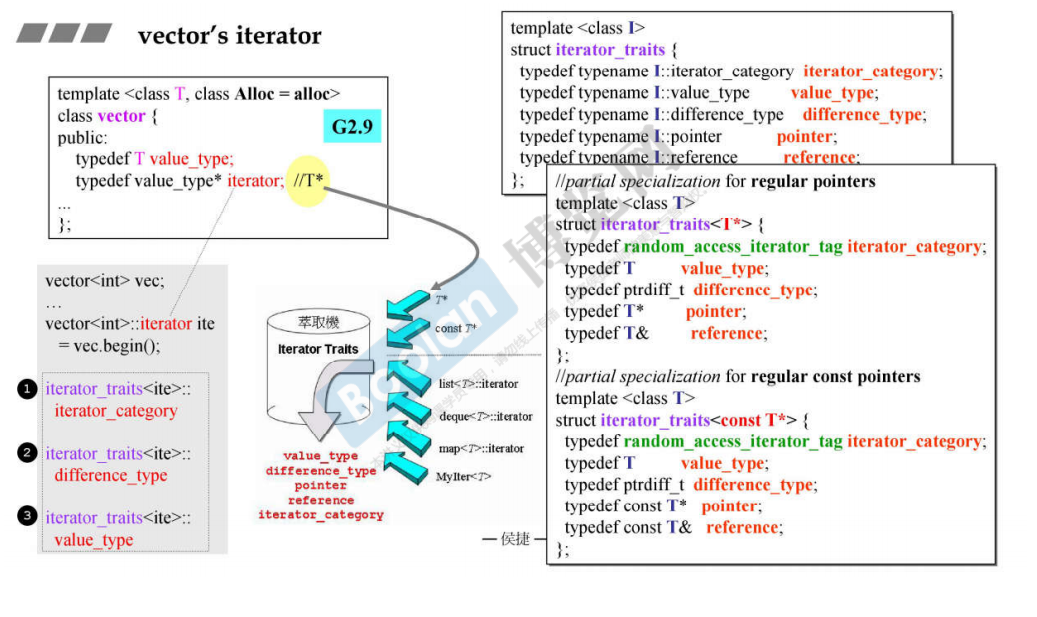 vector's iterator
template <class T, class Alloc = alloc>
class vector {
public:
typedef T value_type;
typedef value_type* iterator; //T*
...
};
G2.9
vector<int> vec;
...
vector<int>::iterator ite
= vec.begin();
1 iterator_traits<ite>::
iterator_category
2 iterator_traits<ite>::
difference_type
3 iterator_traits<ite>::
value_type
萃取機
Iterator Traits
T*
const T*
list<T>::iterator
deque<T>::iterator
map<T>::iterator
MyIter<T>
value_type
difference_type
pointer
reference
iterator_category
template <class I>
struct iterator_traits {
typedef typename I::iterator_category iterator_category;
typedef typename I::value_type value_type;
typedef typename I::difference_type difference_type;
typedef typename I::pointer pointer;
typedef typename I::reference reference;
};
//partial specialization for regular pointers
template <class T>
struct iterator_traits<T*> {
typedef random_access_iterator_tag iterator_category;
typedef T value_type;
typedef ptrdiff_t difference_type;
typedef T* pointer;
typedef T& reference;
};
//partial specialization for regular const pointers
template <class T>
struct iterator_traits<const T*> {
typedef random_access_iterator_tag iterator_category;
typedef T value_type;
typedef ptrdiff_t difference_type;
typedef const T* pointer;
typedef const T& reference;
};
— 侯捷 —
Boolan
博览网